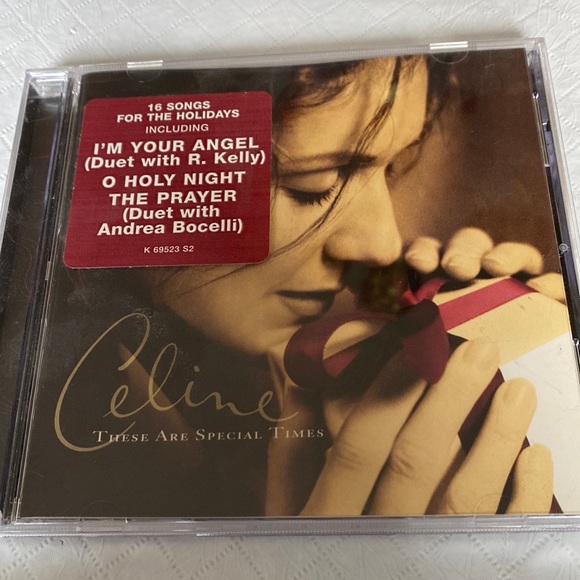 16 SONGS
FOR THE HOLIDAYS
INCLUDING
I'M YOUR ANGEL
(Duet with R. Kelly)
O HOLY NIGHT
THE PRAYER
(Duet with
Andrea Bocelli)
K 69523 S2
Celine
THESE ARE SPECIAL TIMES